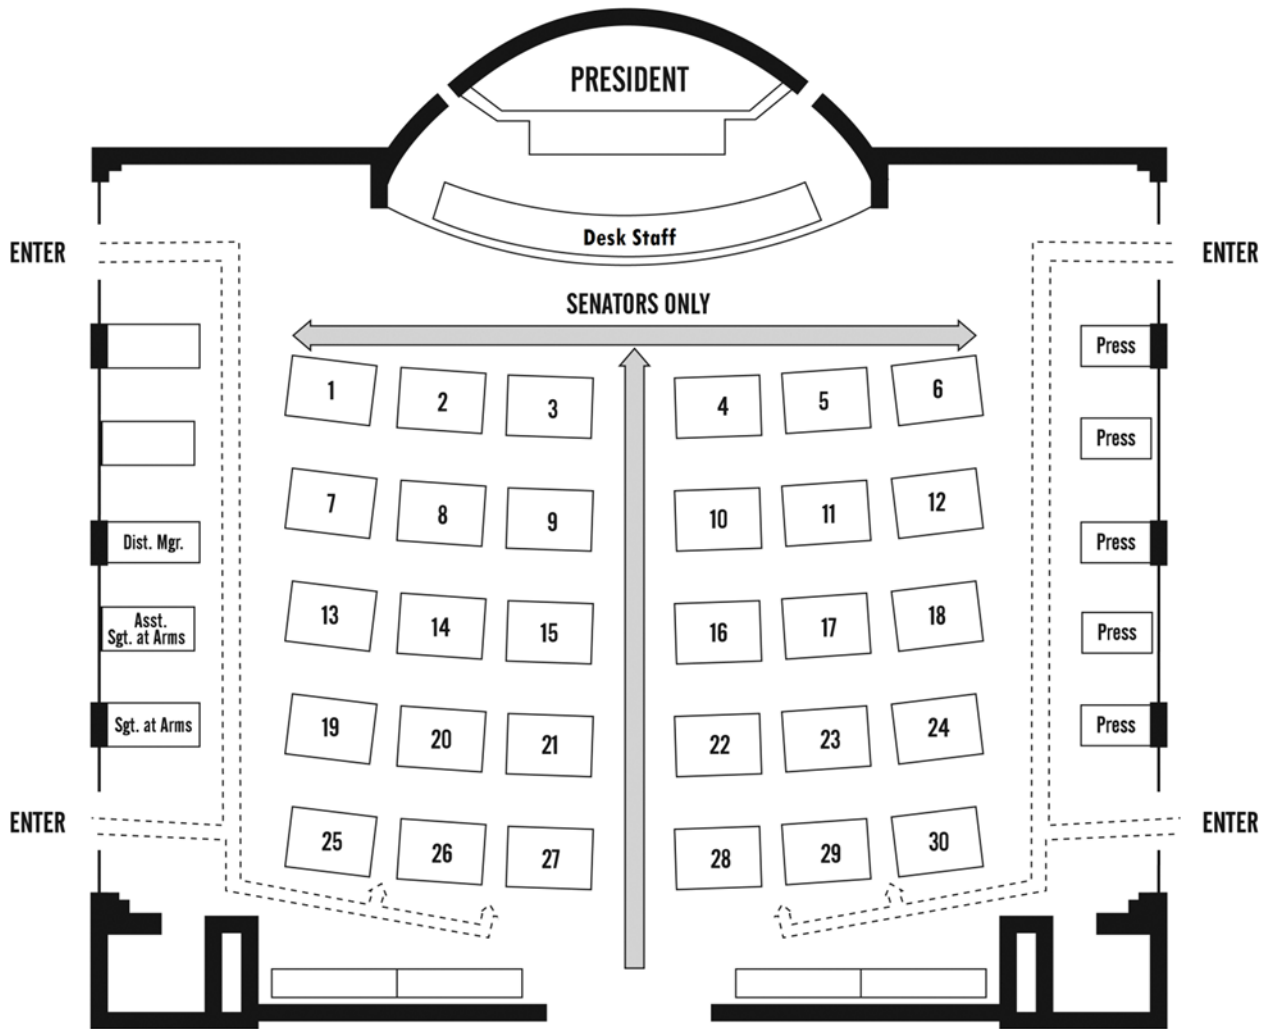 PRESIDENT
Desk Staff
ENTER
ENTER
SENATORS ONLY
Press
1
2
3
4
5
6
Press
7
8
9
10
11
12
Dist. Mgr.
Press
Asst.
Sgt. at Arms
13
14
15
16
17
18
Press
Sgt. at Arms
19
20
21
22
23
24
Press
ENTER
ENTER
25
26
27
28
29
30